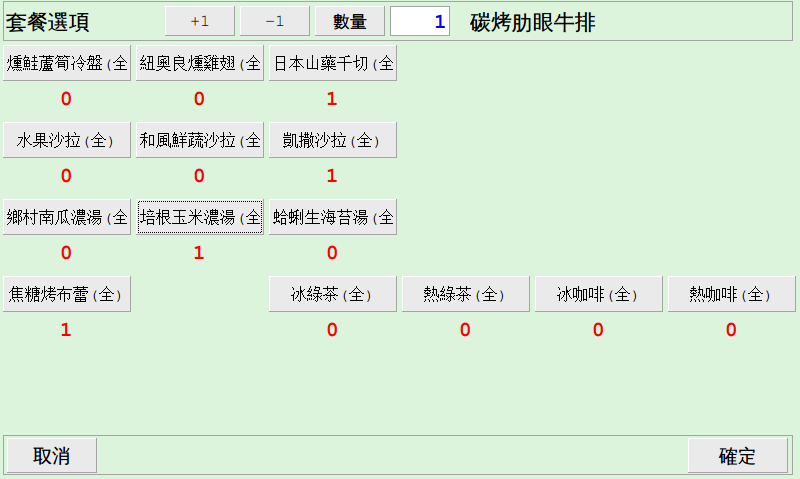 套餐選項 +1 -1 數量 1 碳烤肋眼牛排
燻鮭蘆筍冷盤(全 紐奧良燻雞翅(全 日本山藥千切(全
0 0 1
水果沙拉(全) 和風鮮蔬沙拉(全 凱撒沙拉(全)
0 0 1
鄉村南瓜濃湯(全 培根玉米濃湯(全 蛤蜊生海苔湯(全
0 1 0
焦糖烤布蕾(全) 冰綠茶(全) 熱綠茶(全) 冰咖啡(全) 熱咖啡(全)
1 0 0 0 0
取消 確定